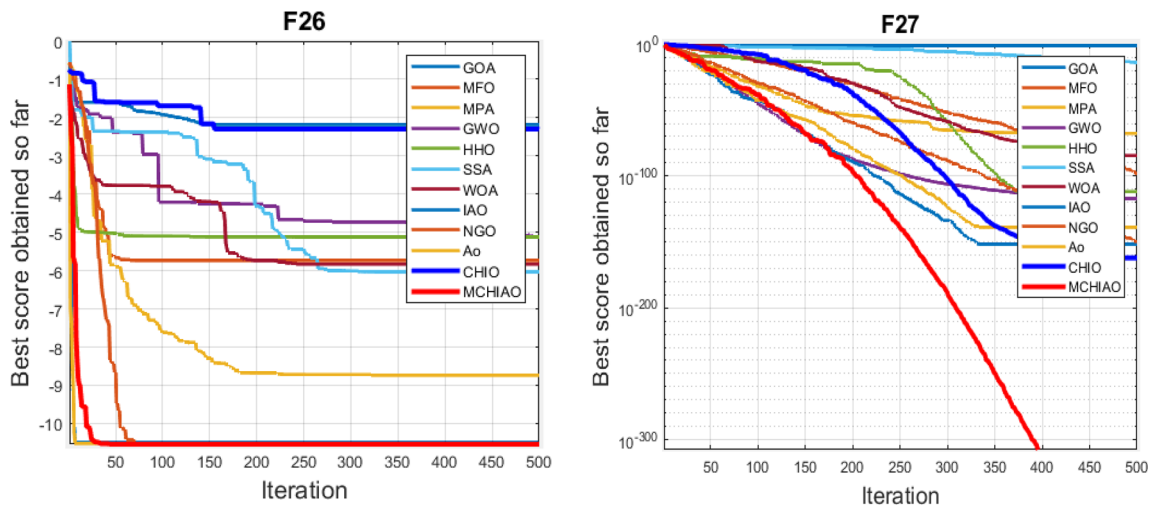 F26
Best score obtained so far
0
-1
-2
-3
-4
-5
-6
-7
-8
-9
-10
50 100 150 200 250 300 350 400 450 500
Iteration
GOA
MFO
MPA
GWO
HHO
SSA
WOA
IAO
NGO
Ao
CHIO
MCHIAO
F27
Best score obtained so far
10^0
10^-100
10^-200
10^-300
50 100 150 200 250 300 350 400 450 500
Iteration
GOA
MFO
MPA
GWO
HHO
SSA
WOA
IAO
NGO
Ao
CHIO
MCHIAO